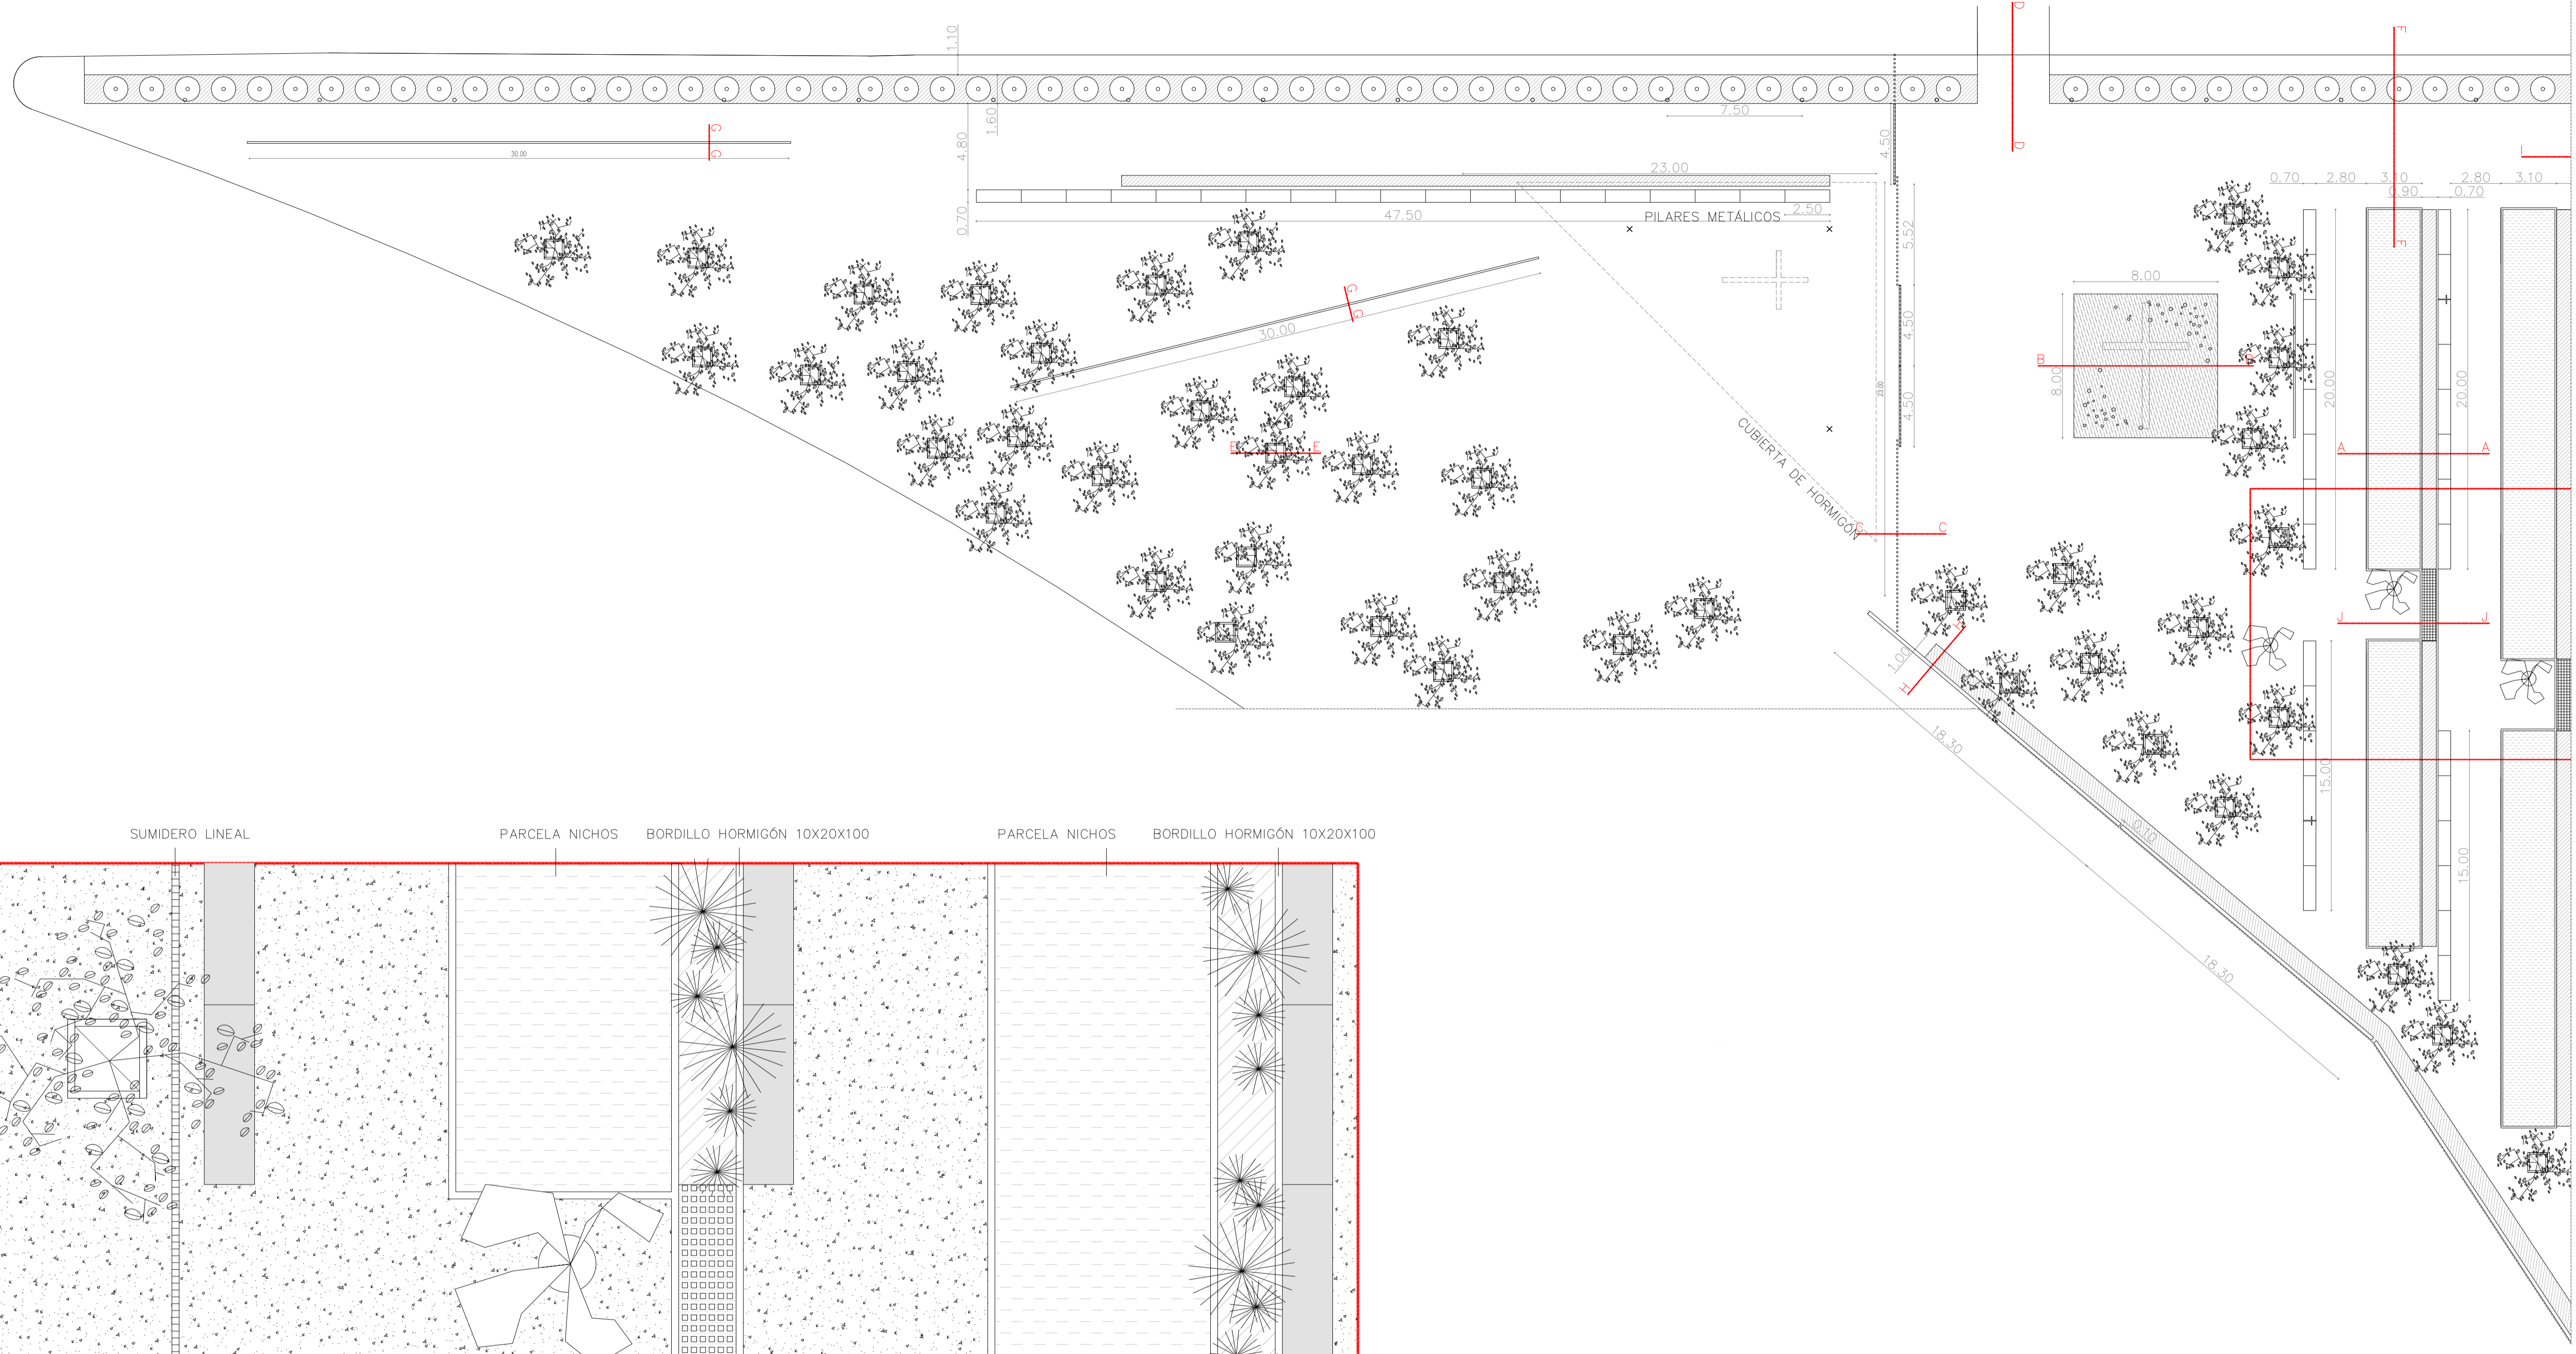 1.10
D
F
1.60
4.80
7.50
4.50
G
G
30.00
D
I
23.00
0.70
2.80
3.10
0.90
2.80
0.70
3.10
0.70
47.50
PILARES METÁLICOS
2.50
5.52
F
G
G
30.00
8.00
4.50
23.00
B
B
8.00
4.50
20.00
20.00
CUBIERTA DE HORMIGÓN
E
E
A
A
C
C
J
J
H
H
1.00
18.30
15.00
0.10
15.00
18.30
SUMIDERO LINEAL
PARCELA NICHOS
BORDILLO HORMIGÓN 10X20X100
PARCELA NICHOS
BORDILLO HORMIGÓN 10X20X100